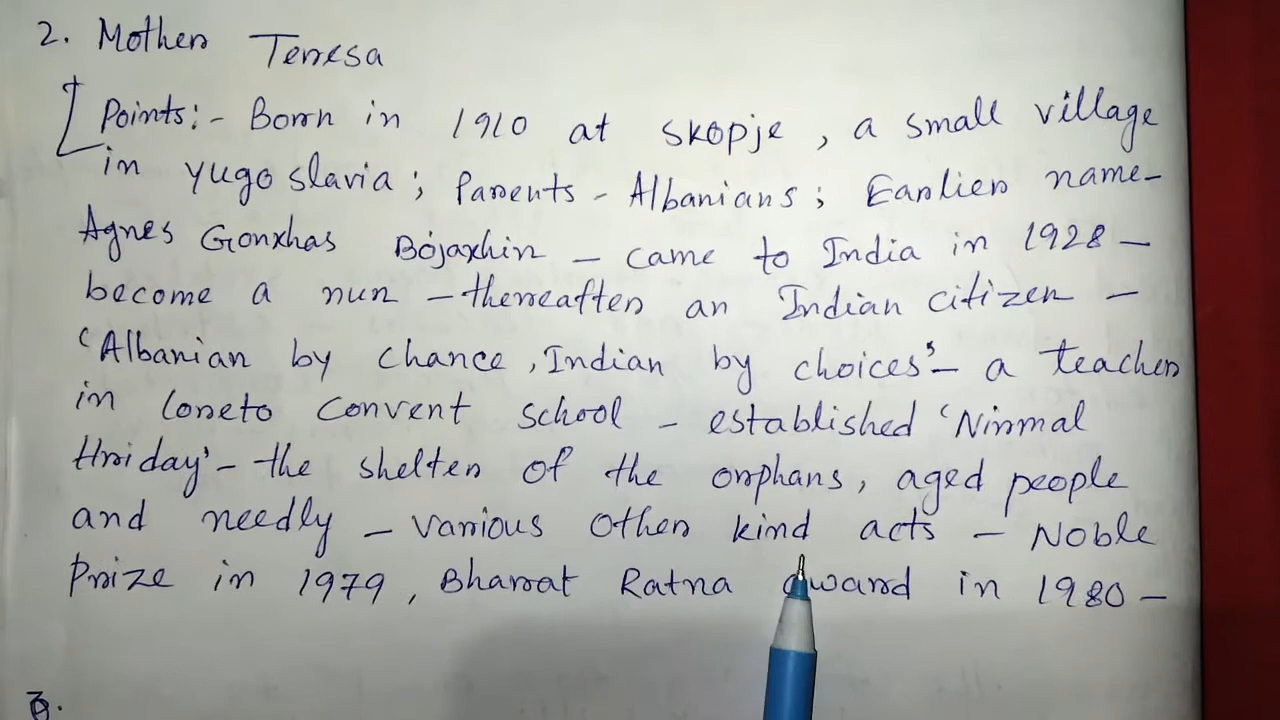 2. Mother Teresa
Points:- Born in 1910 at Skopje, a small village
in yugoslavia; Parents - Albanians; Earlier name-
Agnes Gonxhas Bojaxhin - came to India in 1928 -
become a nun - thereafter an Indian citizen -
'Albanian by chance, Indian by choices' - a teacher
in Loreto convent school - established 'Nirmal
Hriday' - the shelter of the orphans, aged people
and needly - various other kind acts - Noble
Prize in 1979, Bharat Ratna award in 1980 -
3.